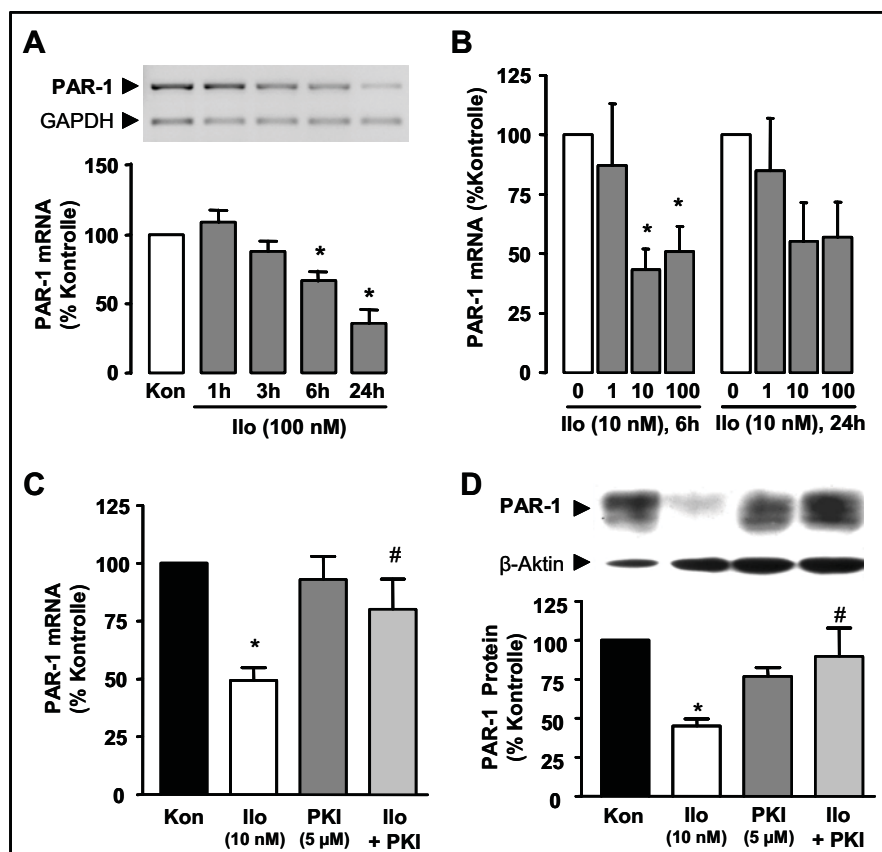 A
PAR-1
GAPDH
PAR-1 mRNA
(% Kontrolle)
150
100
50
0
Kon 1h 3h 6h 24h
* *
Ilo (100 nM)
B
PAR-1 mRNA (%Kontrolle)
125
100
75
50
25
0
* *
0 1 10 100 0 1 10 100
Ilo (10 nM), 6h Ilo (10 nM), 24h
C
PAR-1 mRNA
(% Kontrolle)
125
100
75
50
25
0
* #
Kon Ilo PKI Ilo
(10 nM) (5 µM) + PKI
D
PAR-1
β-Aktin
PAR-1 Protein
(% Kontrolle)
125
100
75
50
25
0
* #
Kon Ilo PKI Ilo
(10 nM) (5 µM) + PKI